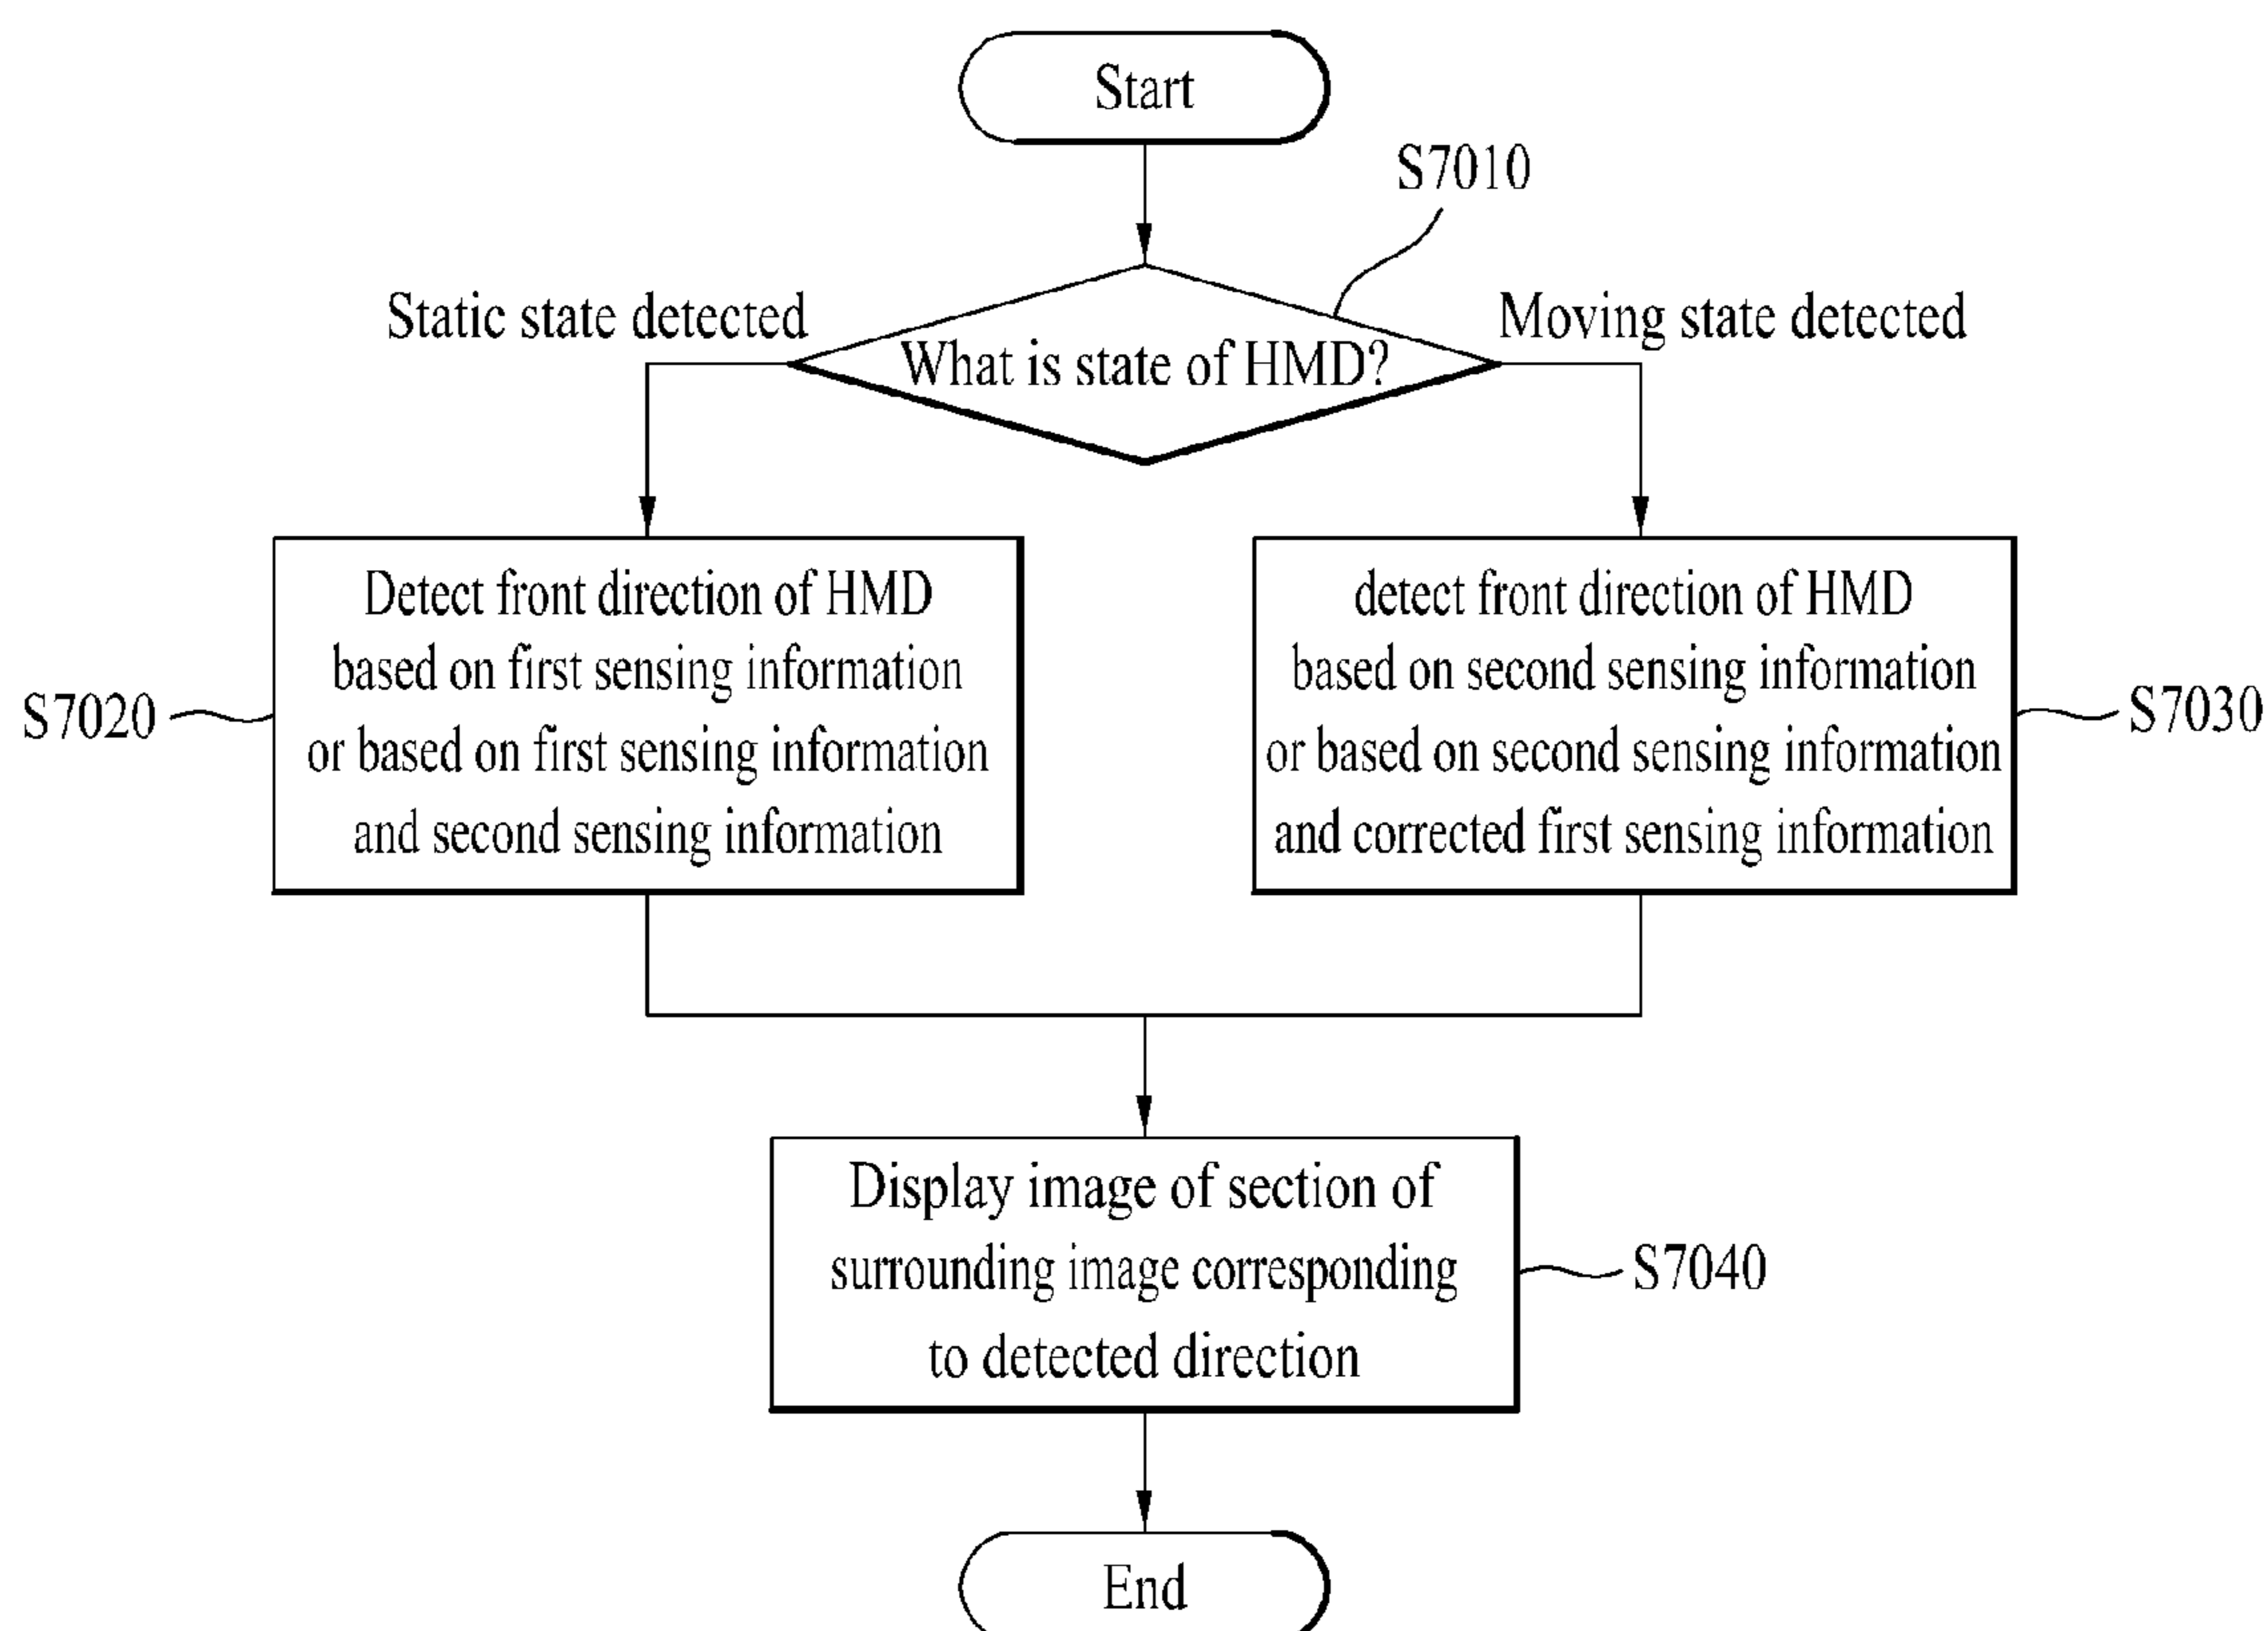 Start
S7010
Static state detected
Moving state detected
What is state of HMD?
Detect front direction of HMD
based on first sensing information
or based on first sensing information
and second sensing information
S7020
detect front direction of HMD
based on second sensing information
or based on second sensing information
and corrected first sensing information
S7030
Display image of section of
surrounding image corresponding
to detected direction
S7040
End